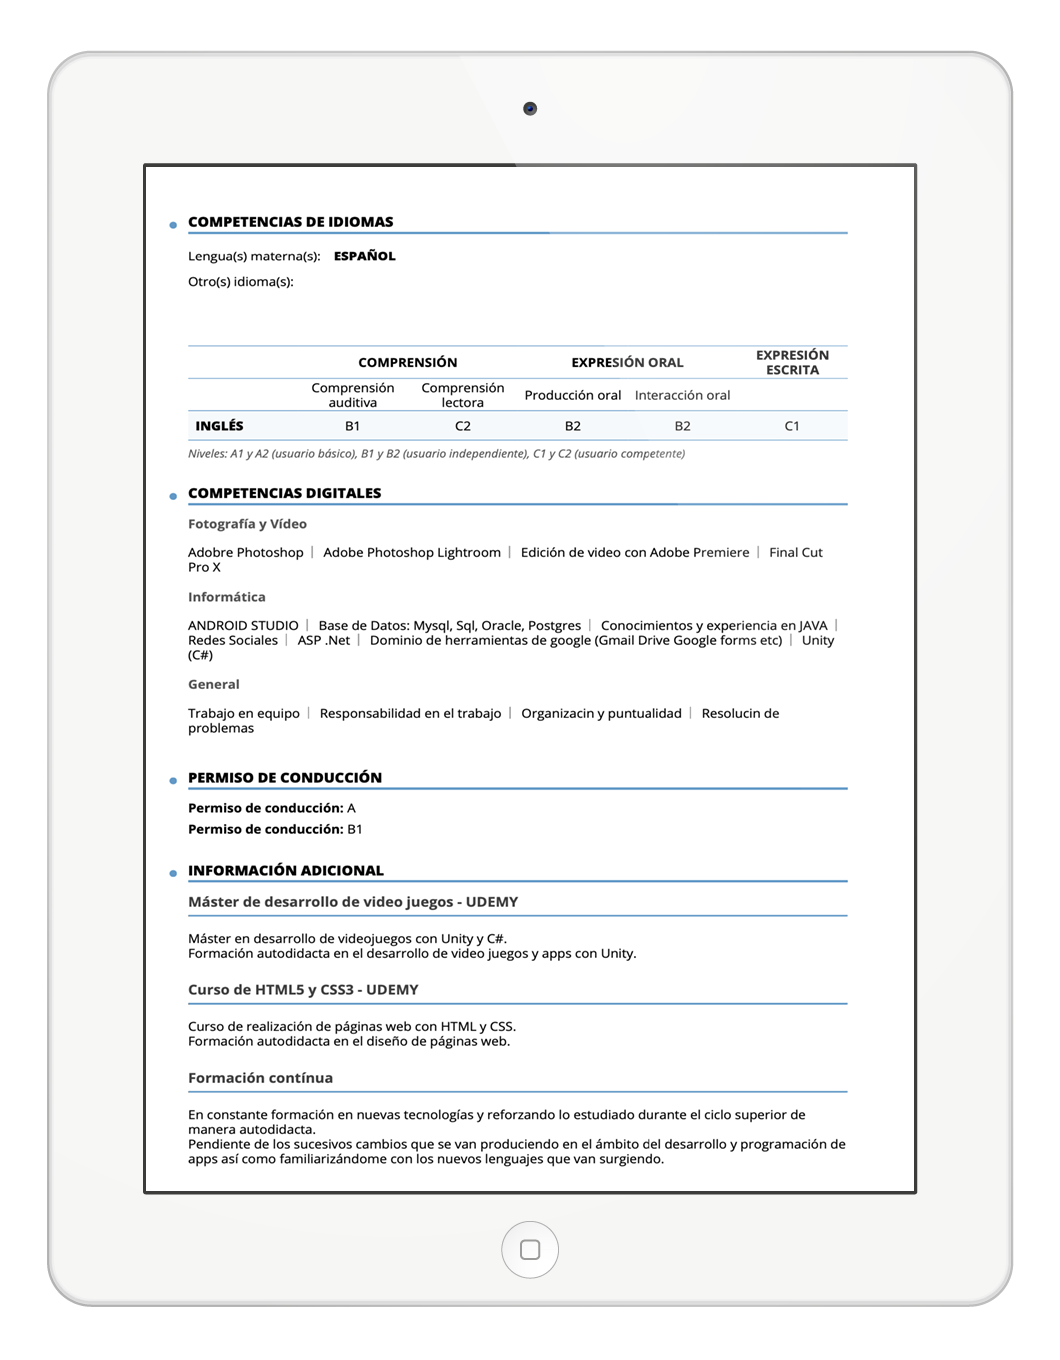 COMPETENCIAS DE IDIOMAS
Lengua(s) materna(s): ESPAÑOL
Otro(s) idioma(s):
COMPRENSIÓN EXPRESIÓN ORAL EXPRESIÓN ESCRITA
Comprensión auditiva Comprensión lectora Producción oral Interacción oral
INGLÉS B1 C2 B2 B2 C1
Niveles: A1 y A2 (usuario básico), B1 y B2 (usuario independiente), C1 y C2 (usuario competente)
COMPETENCIAS DIGITALES
Fotografía y Vídeo
Adobre Photoshop | Adobe Photoshop Lightroom | Edición de video con Adobe Premiere | Final Cut
Pro X
Informática
ANDROID STUDIO | Base de Datos: Mysql, Sql, Oracle, Postgres | Conocimientos y experiencia en JAVA |
Redes Sociales | ASP .Net | Dominio de herramientas de google (Gmail Drive Google forms etc) | Unity
(C#)
General
Trabajo en equipo | Responsabilidad en el trabajo | Organizacin y puntualidad | Resolucin de
problemas
PERMISO DE CONDUCCIÓN
Permiso de conducción: A
Permiso de conducción: B1
INFORMACIÓN ADICIONAL
Máster de desarrollo de video juegos - UDEMY
Máster en desarrollo de videojuegos con Unity y C#.
Formación autodidacta en el desarrollo de video juegos y apps con Unity.
Curso de HTML5 y CSS3 - UDEMY
Curso de realización de páginas web con HTML y CSS.
Formación autodidacta en el diseño de páginas web.
Formación contínua
En constante formación en nuevas tecnologías y reforzando lo estudiado durante el ciclo superior de
manera autodidacta.
Pendiente de los sucesivos cambios que se van produciendo en el ámbito del desarrollo y programación de
apps así como familiarizándome con los nuevos lenguajes que van surgiendo.